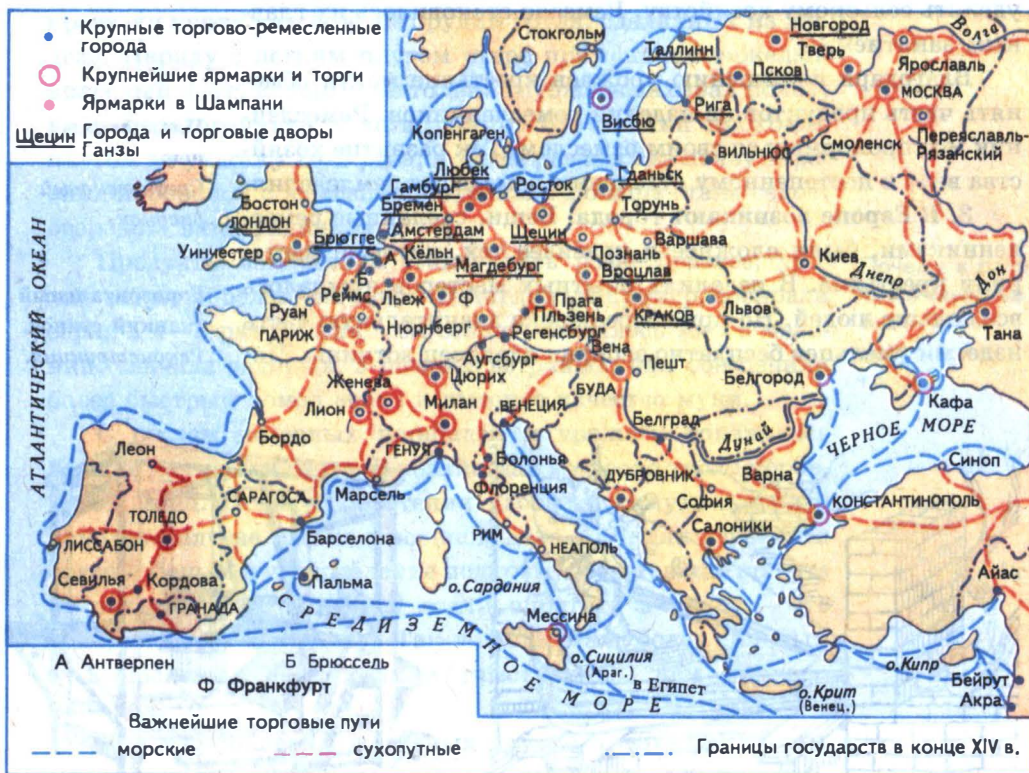 Крупные торгово-ремесленные
города
Крупнейшие ярмарки и торги
Ярмарки в Шампани
Щецин Города и торговые дворы
Ганзы
АТЛАНТИЧЕСКИЙ ОКЕАН
Стокгольм
Таллинн
Новгород
Тверь
Волга
Ярославль
Псков
МОСКВА
Рига
Висбю
Копенгаген
Переяславль-
Рязанский
Смоленск
ВИЛЬНЮС
Любек
Гамбург
Росток
Гданьск
Бостон
Бремен
Торунь
ЛОНДОН
Брюгге
Амстердам
Щецин
Варшава
Уинчестер
А
Кёльн
Познань
Киев
Днепр
Дон
Б
Магдебург
Вроцлав
Реймс
Льеж
Ф
Прага
Руан
Пльзень
КРАКОВ
Львов
Тана
ПАРИЖ
Нюрнберг
Регенсбург
Аугсбург
Вена
Пешт
Женева
Цюрих
БУДА
Белгород
Лион
Милан
ВЕНЕЦИЯ
Кафа
Белград
Дунай
ЧЕРНОЕ МОРЕ
Бордо
ГЕНУЯ
Болонья
Леон
Варна
Синоп
САРАГОСА
Марсель
Флоренция
ДУБРОВНИК
София
КОНСТАНТИНОПОЛЬ
ТОЛЕДО
Салоники
Барселона
РИМ
ЛИССАБОН
НЕАПОЛЬ
Севилья
Кордова
Пальма
о.Сардиния
Айас
ГРАНАДА
СРЕДИЗЕМНОЕ МОРЕ
Мессина
о.Сицилия
(Араг.)
в Египет
о.Кипр
о.Крит
(Венец.)
Бейрут
Акра
А Антверпен
Б Брюссель
Ф Франкфурт
Важнейшие торговые пути
морские
сухопутные
Границы государств в конце XIV в.